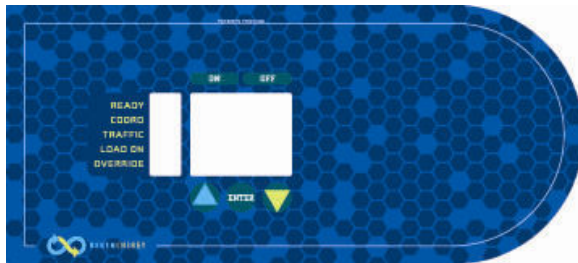 ON OFF
READY
COORD
TRAFFIC
LOAD ON
OVERRIDE
ENTER